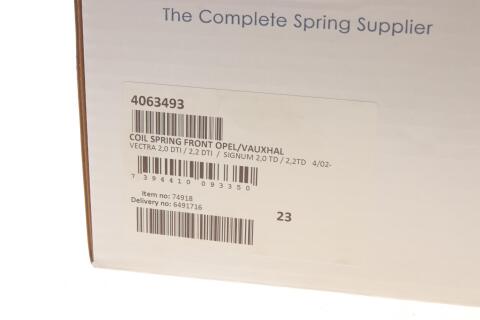 The Complete Spring Supplier
4063493
COIL SPRING FRONT OPEL/VAUXHAL
VECTRA 2,0 DTI / 2,2 DTI / SIGNUM 2,0 TD / 2,2TD 4/02-
7 394410 093350
Item no: 74918
Delivery no: 6491716
23